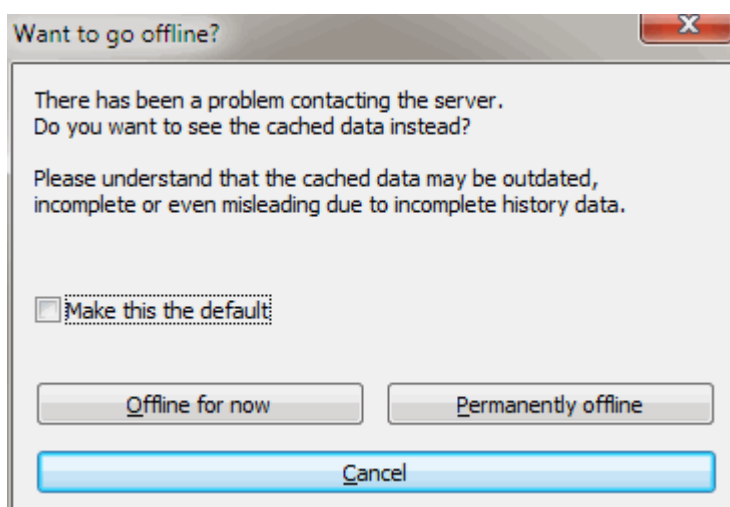 Want to go offline?
There has been a problem contacting the server.
Do you want to see the cached data instead?
Please understand that the cached data may be outdated,
incomplete or even misleading due to incomplete history data.
Make this the default
Offline for now
Permanently offline
Cancel